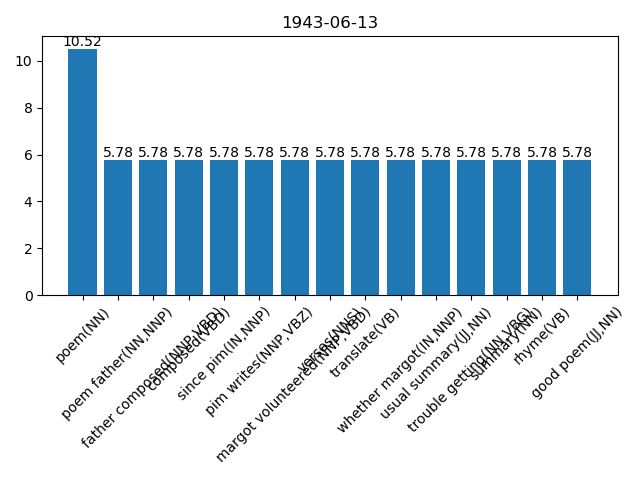 1943-06-13
10.52
5.78 5.78 5.78 5.78 5.78 5.78 5.78 5.78 5.78 5.78 5.78 5.78 5.78 5.78
10
8
6
4
2
0
poem(NN)
poem father(NN,NNP)
father composed(NNP,VBD)
composed(VBD)
since pim(IN,NNP)
pim writes(NNP,VBZ)
margot volunteered(NNP,VBD)
verse(NNS)
translate(VB)
whether margot(IN,NNP)
usual summary(JJ,NN)
trouble getting(NN,VBG)
summary(NN)
rhyme(VB)
good poem(JJ,NN)